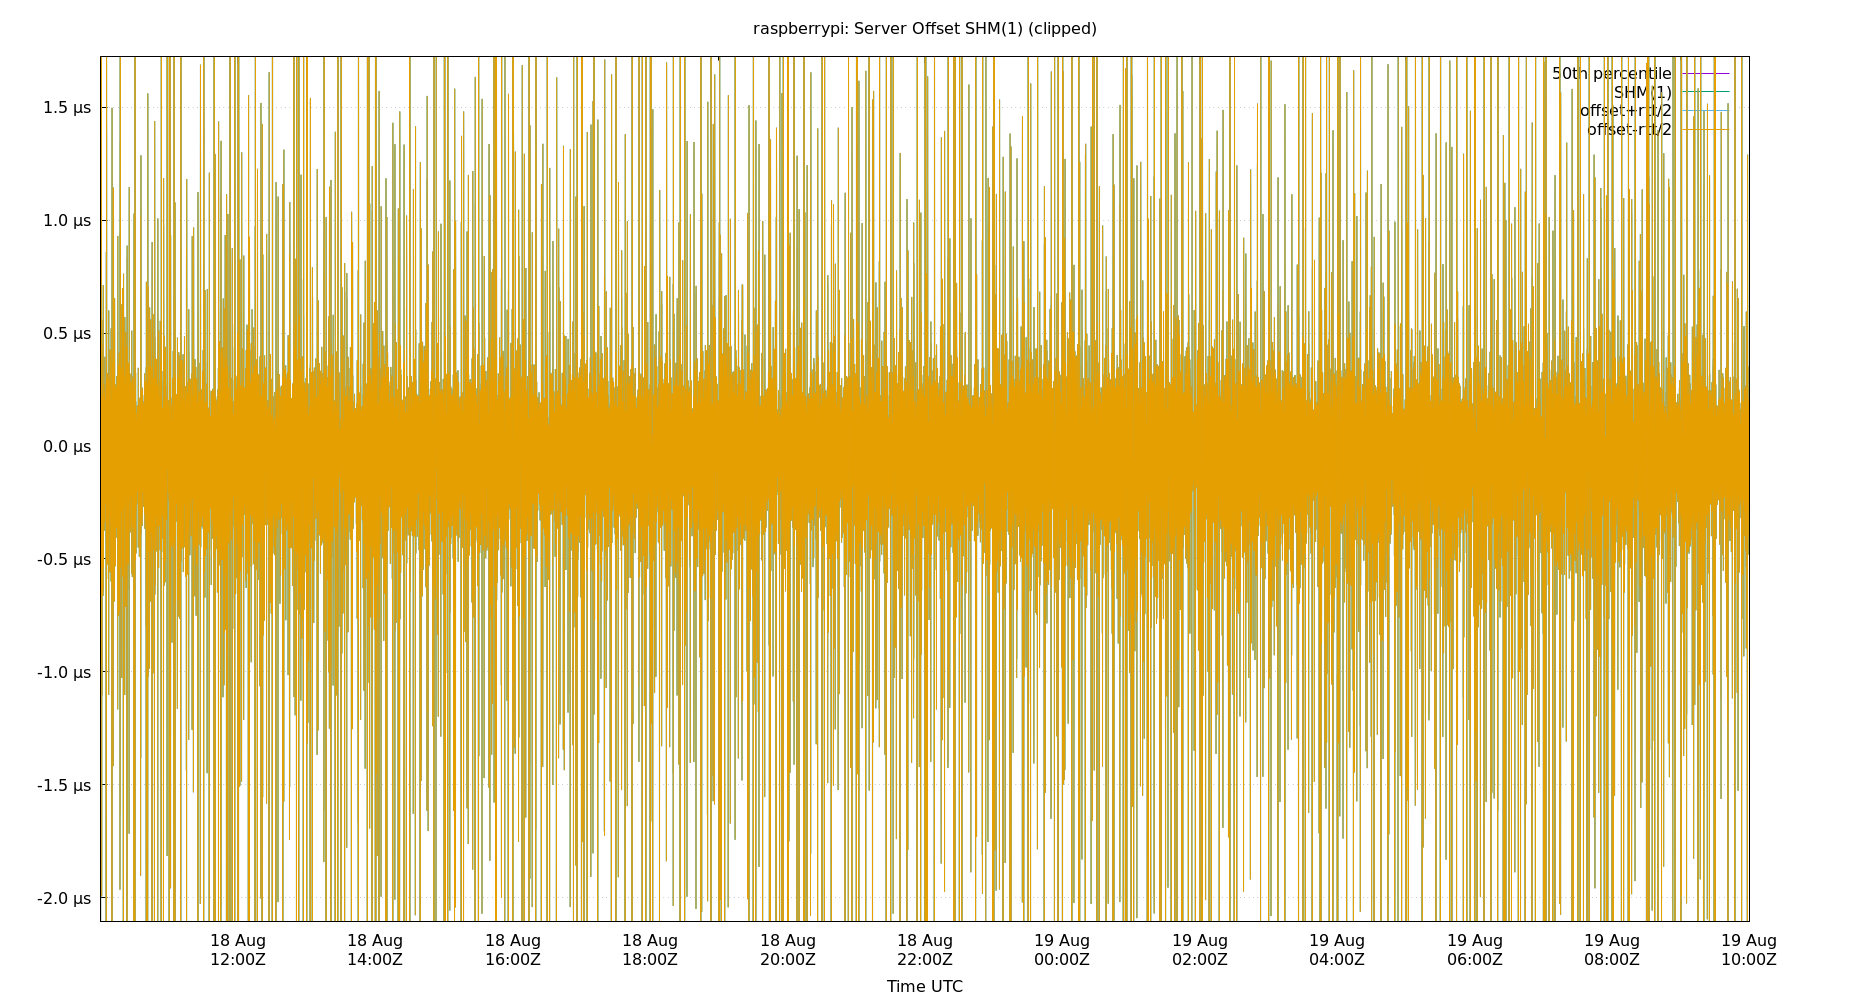 raspberrypi: Server Offset SHM(1) (clipped)
50th percentile
SHM(1)
offset+rtt/2
offset-rtt/2
1.5 µs
1.0 µs
0.5 µs
0.0 µs
-0.5 µs
-1.0 µs
-1.5 µs
-2.0 µs
18 Aug 18 Aug 18 Aug 18 Aug 18 Aug 18 Aug 19 Aug 19 Aug 19 Aug 19 Aug 19 Aug 19 Aug
12:00Z 14:00Z 16:00Z 18:00Z 20:00Z 22:00Z 00:00Z 02:00Z 04:00Z 06:00Z 08:00Z 10:00Z
Time UTC